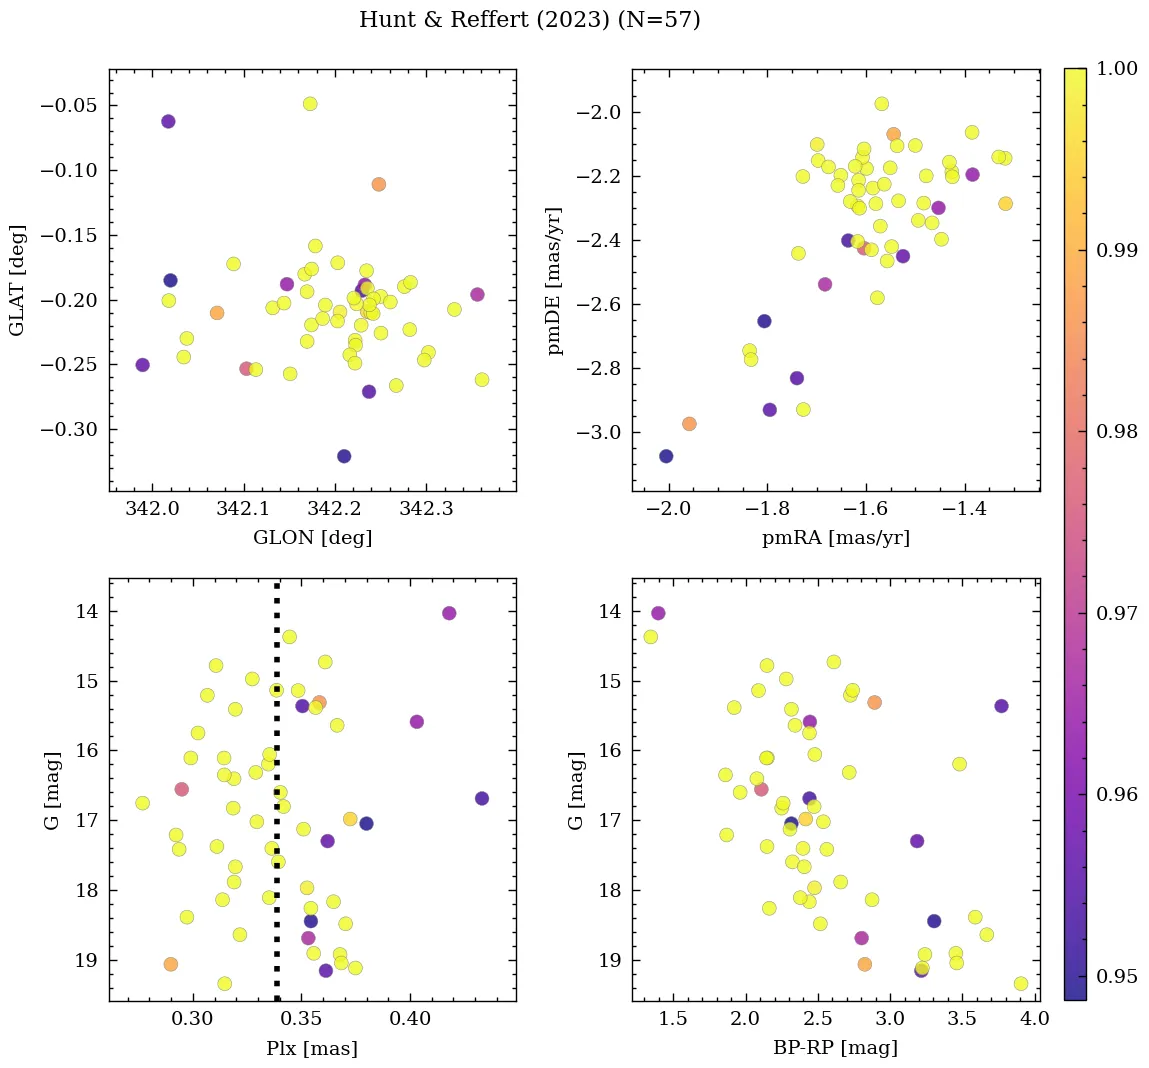 Hunt & Reffert (2023) (N=57)
−0.05
−0.10
−0.15
−0.20
−0.25
−0.30
GLAT [deg]
342.0 342.1 342.2 342.3
GLON [deg]
−2.0
−2.2
−2.4
−2.6
−2.8
−3.0
pmDE [mas/yr]
−2.0 −1.8 −1.6 −1.4
pmRA [mas/yr]
14
15
16
17
18
19
G [mag]
0.30 0.35 0.40
Plx [mas]
14
15
16
17
18
19
G [mag]
1.5 2.0 2.5 3.0 3.5 4.0
BP-RP [mag]
1.00
0.99
0.98
0.97
0.96
0.95